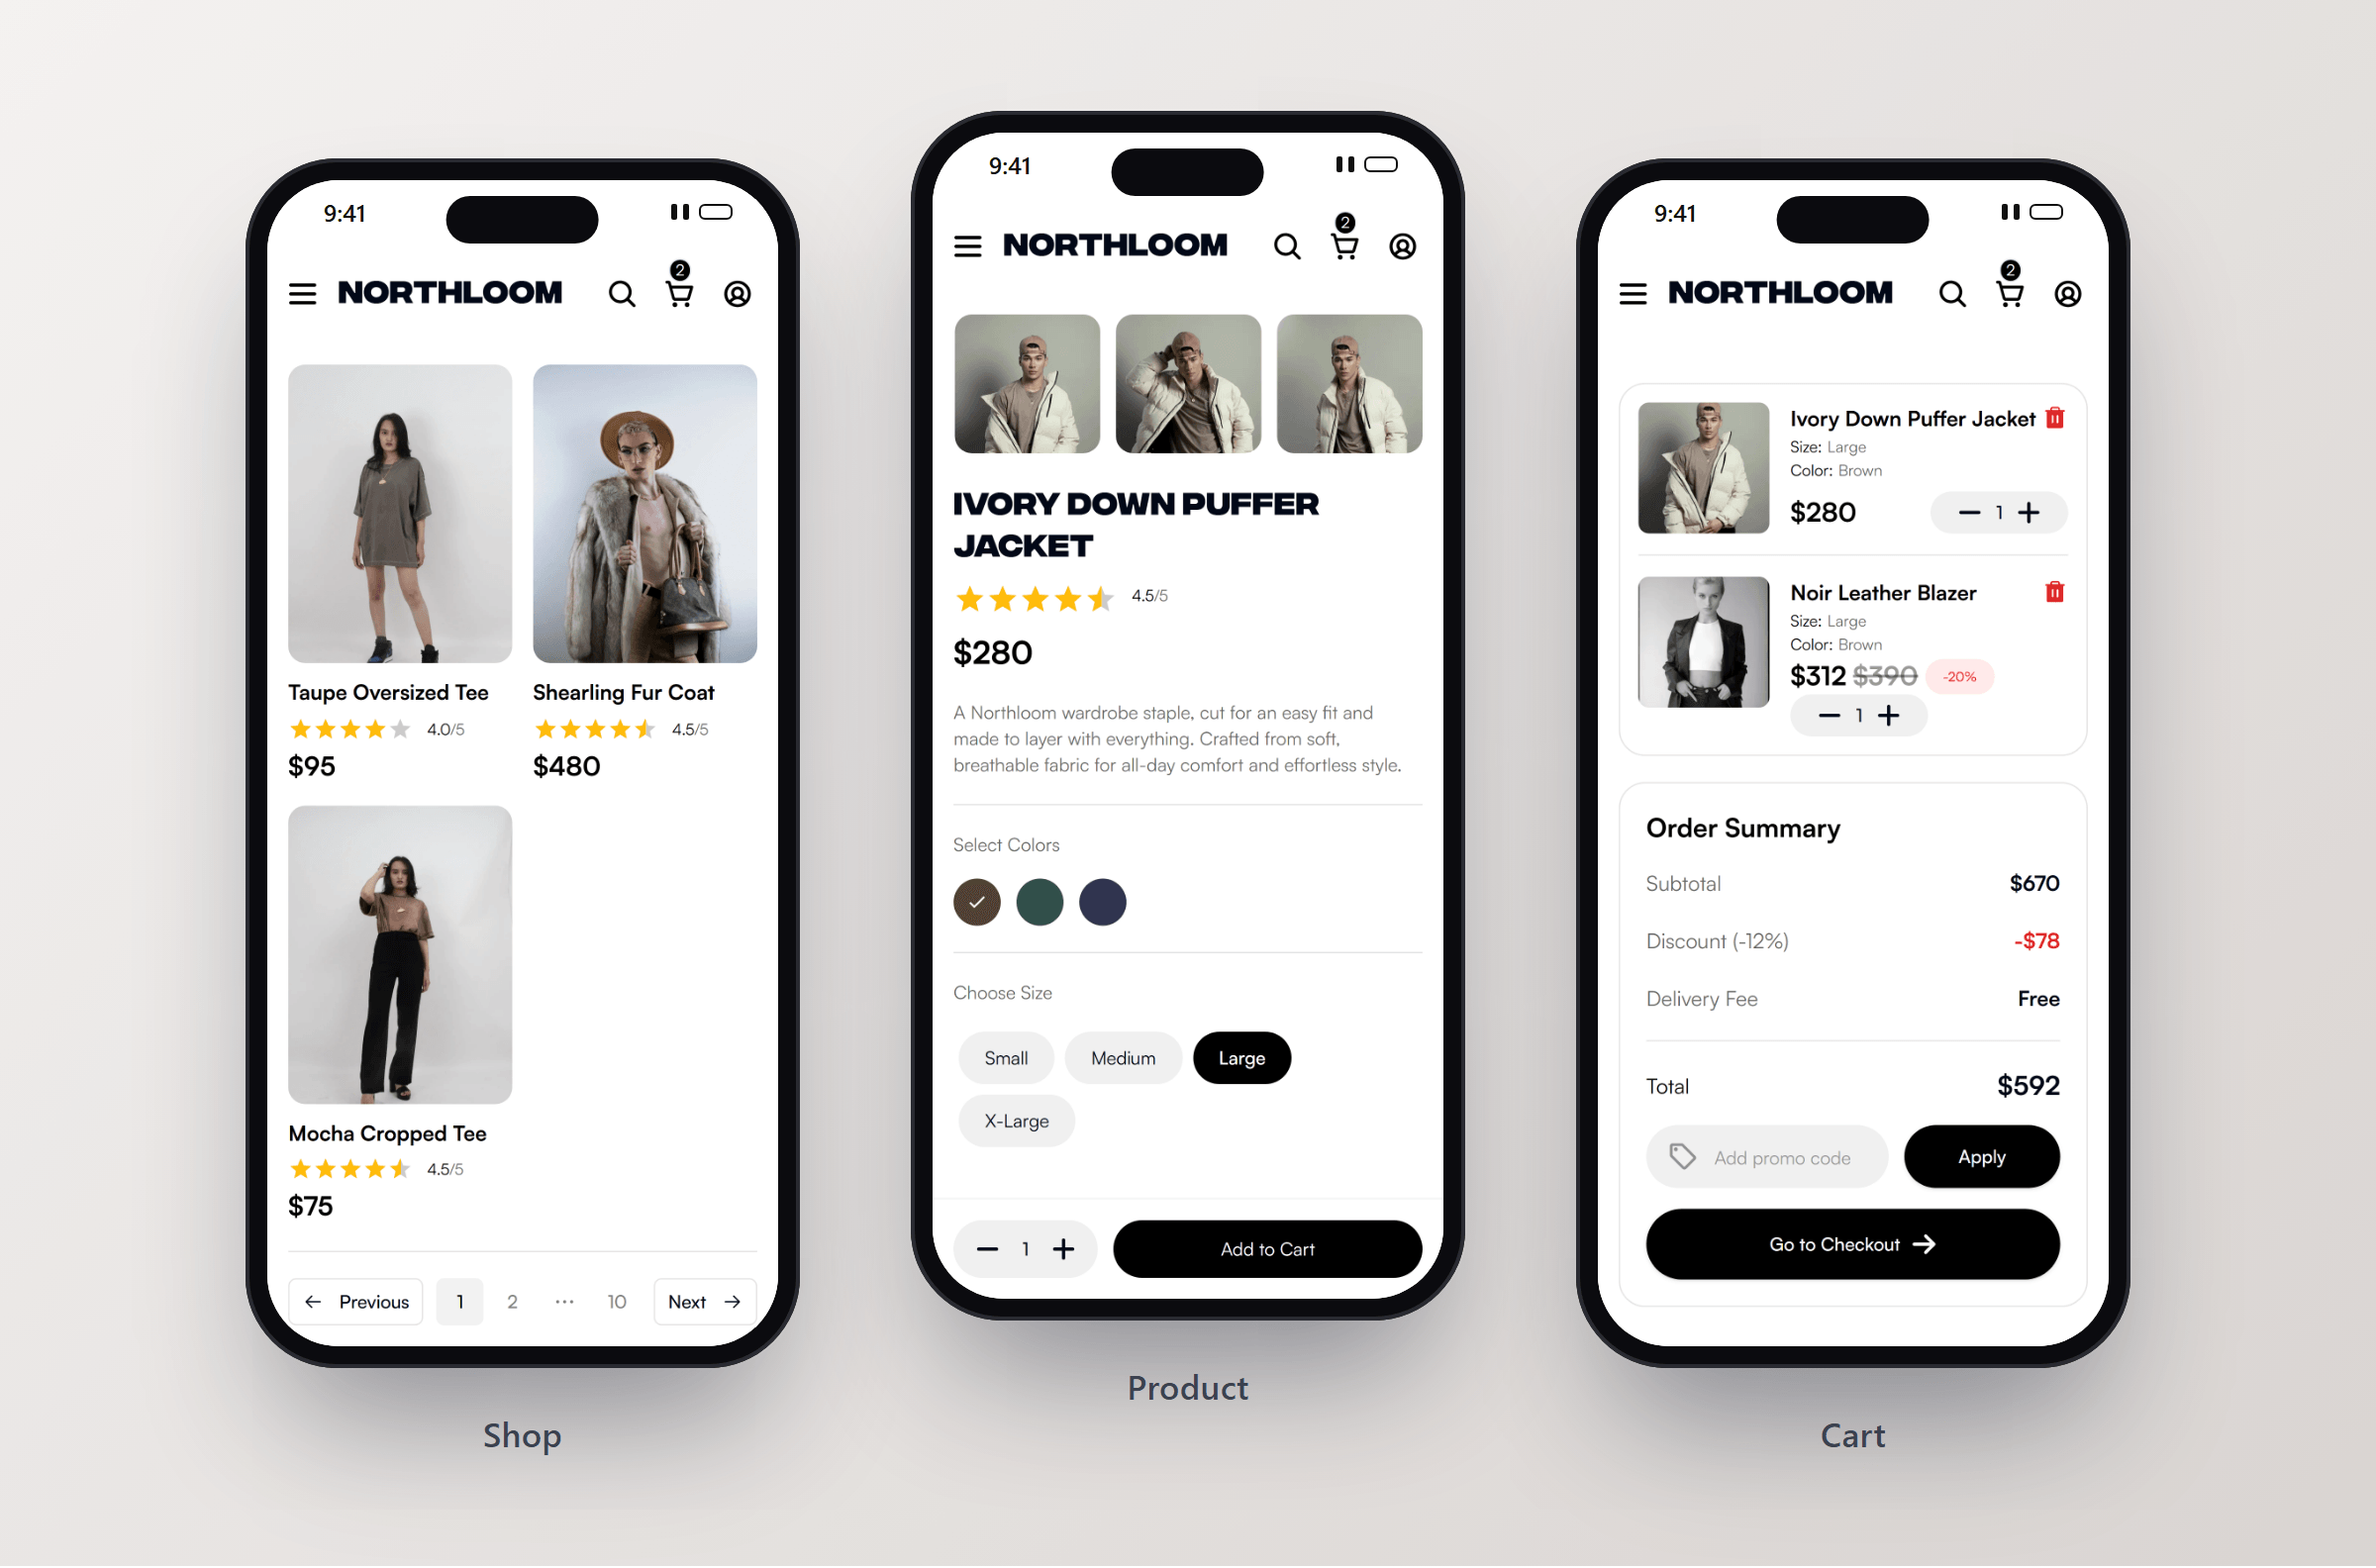 9:41
NORTHLOOM
2
Taupe Oversized Tee
4.0/5
$95
Shearling Fur Coat
4.5/5
$480
Mocha Cropped Tee
4.5/5
$75
Previous 1 2 ... 10 Next
Shop
9:41
NORTHLOOM
2
IVORY DOWN PUFFER
JACKET
4.5/5
$280
A Northloom wardrobe staple, cut for an easy fit and
made to layer with everything. Crafted from soft,
breathable fabric for all-day comfort and effortless style.
Select Colors
Choose Size
Small Medium Large
X-Large
1 Add to Cart
Product
9:41
NORTHLOOM
2
Ivory Down Puffer Jacket
Size: Large
Color: Brown
$280 1
Noir Leather Blazer
Size: Large
Color: Brown
$312 $390 -20%
1
Order Summary
Subtotal $670
Discount (-12%) -$78
Delivery Fee Free
Total $592
Add promo code Apply
Go to Checkout
Cart